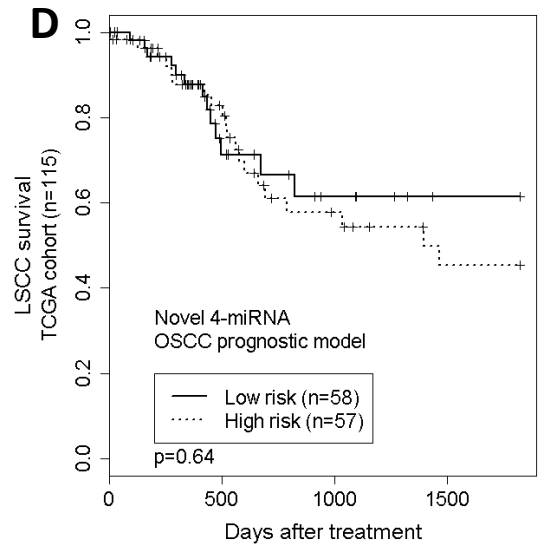 D
1.0
0.8
0.6
0.4
0.2
0.0
LSCC survival
TCGA cohort (n=115)
Novel 4-miRNA
OSCC prognostic model
Low risk (n=58)
High risk (n=57)
p=0.64
0 500 1000 1500
Days after treatment